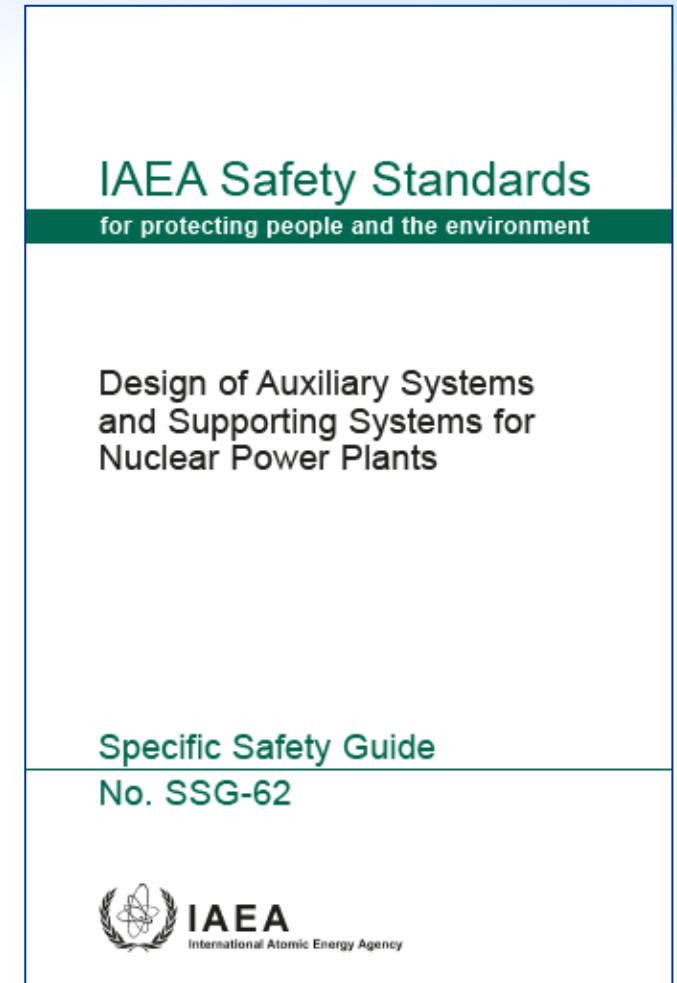 IAEA Safety Standards
for protecting people and the environment
Design of Auxiliary Systems
and Supporting Systems for
Nuclear Power Plants
Specific Safety Guide
No. SSG-62
IAEA
International Atomic Energy Agency